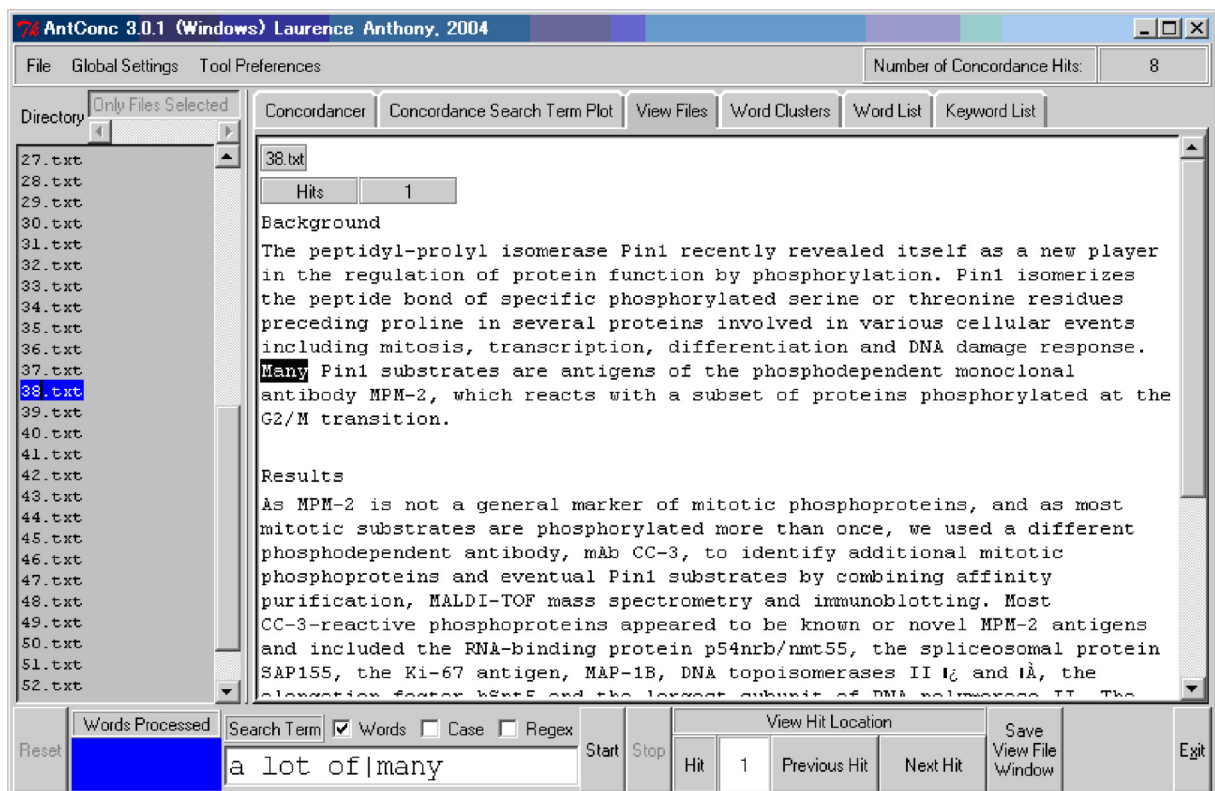 AntConc 3.0.1 (Windows) Laurence Anthony, 2004
File Global Settings Tool Preferences
Number of Concordance Hits: 8
Directory
Only Files Selected
27.txt
28.txt
29.txt
30.txt
31.txt
32.txt
33.txt
34.txt
35.txt
36.txt
37.txt
38.txt
39.txt
40.txt
41.txt
42.txt
43.txt
44.txt
45.txt
46.txt
47.txt
48.txt
49.txt
50.txt
51.txt
52.txt
Concordancer Concordance Search Term Plot View Files Word Clusters Word List Keyword List
38.txt
Hits 1
Background
The peptidyl-prolyl isomerase Pin1 recently revealed itself as a new player
in the regulation of protein function by phosphorylation. Pin1 isomerizes
the peptide bond of specific phosphorylated serine or threonine residues
preceding proline in several proteins involved in various cellular events
including mitosis, transcription, differentiation and DNA damage response.
Many Pin1 substrates are antigens of the phosphodependent monoclonal
antibody MPM-2, which reacts with a subset of proteins phosphorylated at the
G2/M transition.
Results
As MPM-2 is not a general marker of mitotic phosphoproteins, and as most
mitotic substrates are phosphorylated more than once, we used a different
phosphodependent antibody, mAb CC-3, to identify additional mitotic
phosphoproteins and eventual Pin1 substrates by combining affinity
purification, MALDI-TOF mass spectrometry and immunoblotting. Most
CC-3-reactive phosphoproteins appeared to be known or novel MPM-2 antigens
and included the RNA-binding protein p54nrb/nmt55, the spliceosomal protein
SAP155, the Ki-67 antigen, MAP-1B, DNA topoisomerases II and the
elongation factor hSpt5 and the largest subunit of RNA polymerase II. The
Reset
Words Processed
Search Term Words Case Regex
a lot of|many
Start Stop
View Hit Location
Hit 1 Previous Hit Next Hit
Save
View File
Window
Exit